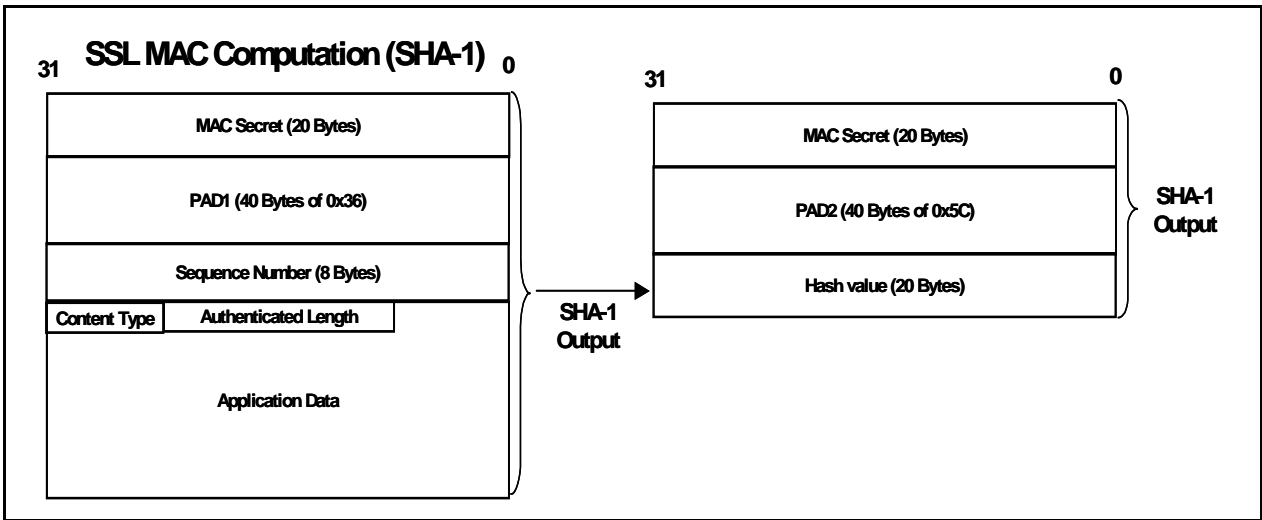 SSL MAC Computation (SHA-1)
31
0
MAC Secret (20 Bytes)
PAD1 (40 Bytes of 0x36)
Sequence Number (8 Bytes)
Content Type
Authenticated Length
Application Data
SHA-1
Output
31
0
MAC Secret (20 Bytes)
PAD2 (40 Bytes of 0x5C)
Hash value (20 Bytes)
SHA-1
Output